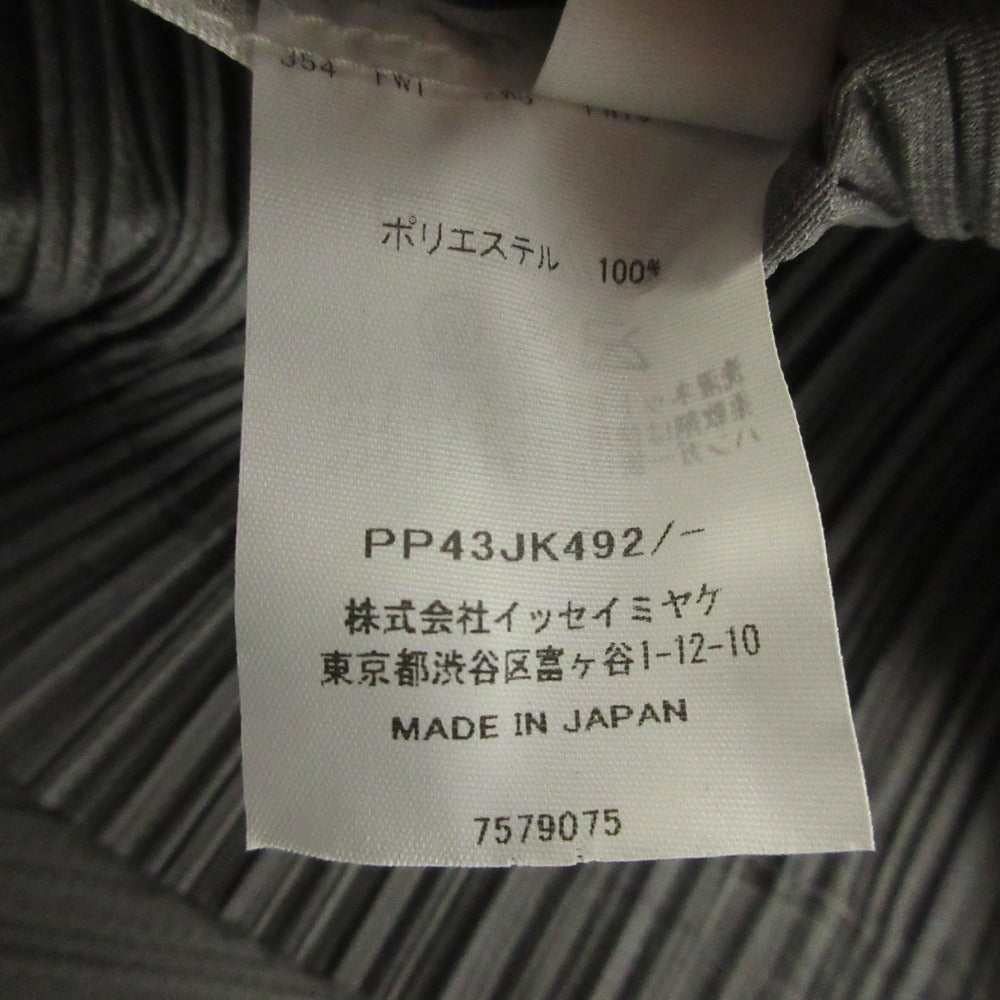 354
ポリエステル 100%
PP43JK492/-
株式会社イッセイミヤケ
東京都渋谷区富ヶ谷1-12-10
MADE IN JAPAN
7579075